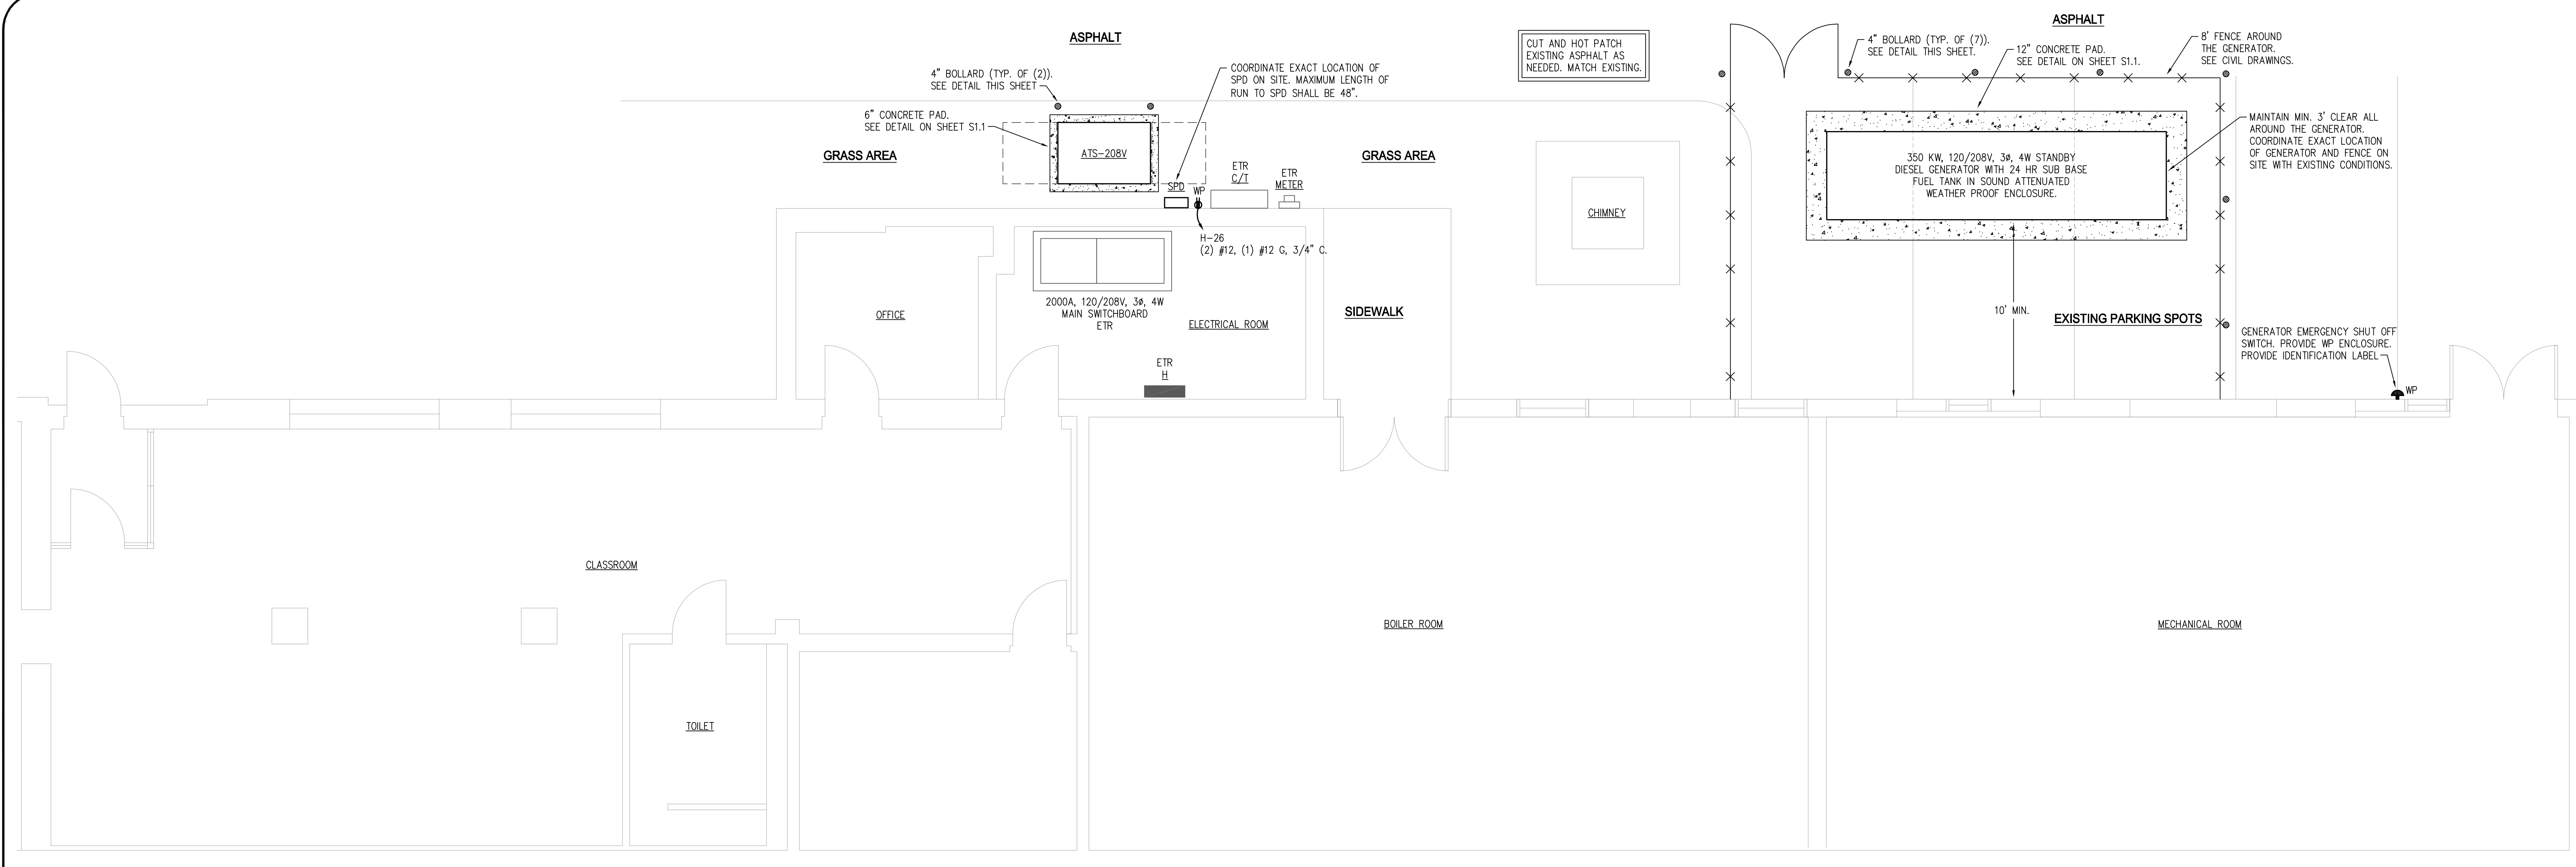 ASPHALT
4" BOLLARD (TYP. OF (2)).
SEE DETAIL THIS SHEET
COORDINATE EXACT LOCATION OF
SPD ON SITE. MAXIMUM LENGTH OF
RUN TO SPD SHALL BE 48".
6" CONCRETE PAD.
SEE DETAIL ON SHEET S1.1
GRASS AREA
ATS-208V
SPD
WP
ETR
C/T
ETR
METER
GRASS AREA
H-26
(2) #12, (1) #12 G, 3/4" C.
CUT AND HOT PATCH
EXISTING ASPHALT AS
NEEDED. MATCH EXISTING.
ASPHALT
4" BOLLARD (TYP. OF (7)).
SEE DETAIL THIS SHEET.
12" CONCRETE PAD.
SEE DETAIL ON SHEET S1.1.
8' FENCE AROUND
THE GENERATOR.
SEE CIVIL DRAWINGS.
MAINTAIN MIN. 3' CLEAR ALL
AROUND THE GENERATOR.
COORDINATE EXACT LOCATION
OF GENERATOR AND FENCE ON
SITE WITH EXISTING CONDITIONS.
350 KW, 120/208V, 3ø, 4W STANDBY
DIESEL GENERATOR WITH 24 HR SUB BASE
FUEL TANK IN SOUND ATTENUATED
WEATHER PROOF ENCLOSURE.
CHIMNEY
OFFICE
2000A, 120/208V, 3ø, 4W
MAIN SWITCHBOARD
ETR
ELECTRICAL ROOM
SIDEWALK
10' MIN.
EXISTING PARKING SPOTS
GENERATOR EMERGENCY SHUT OFF
SWITCH. PROVIDE WP ENCLOSURE.
PROVIDE IDENTIFICATION LABEL
WP
ETR
H
CLASSROOM
BOILER ROOM
MECHANICAL ROOM
TOILET